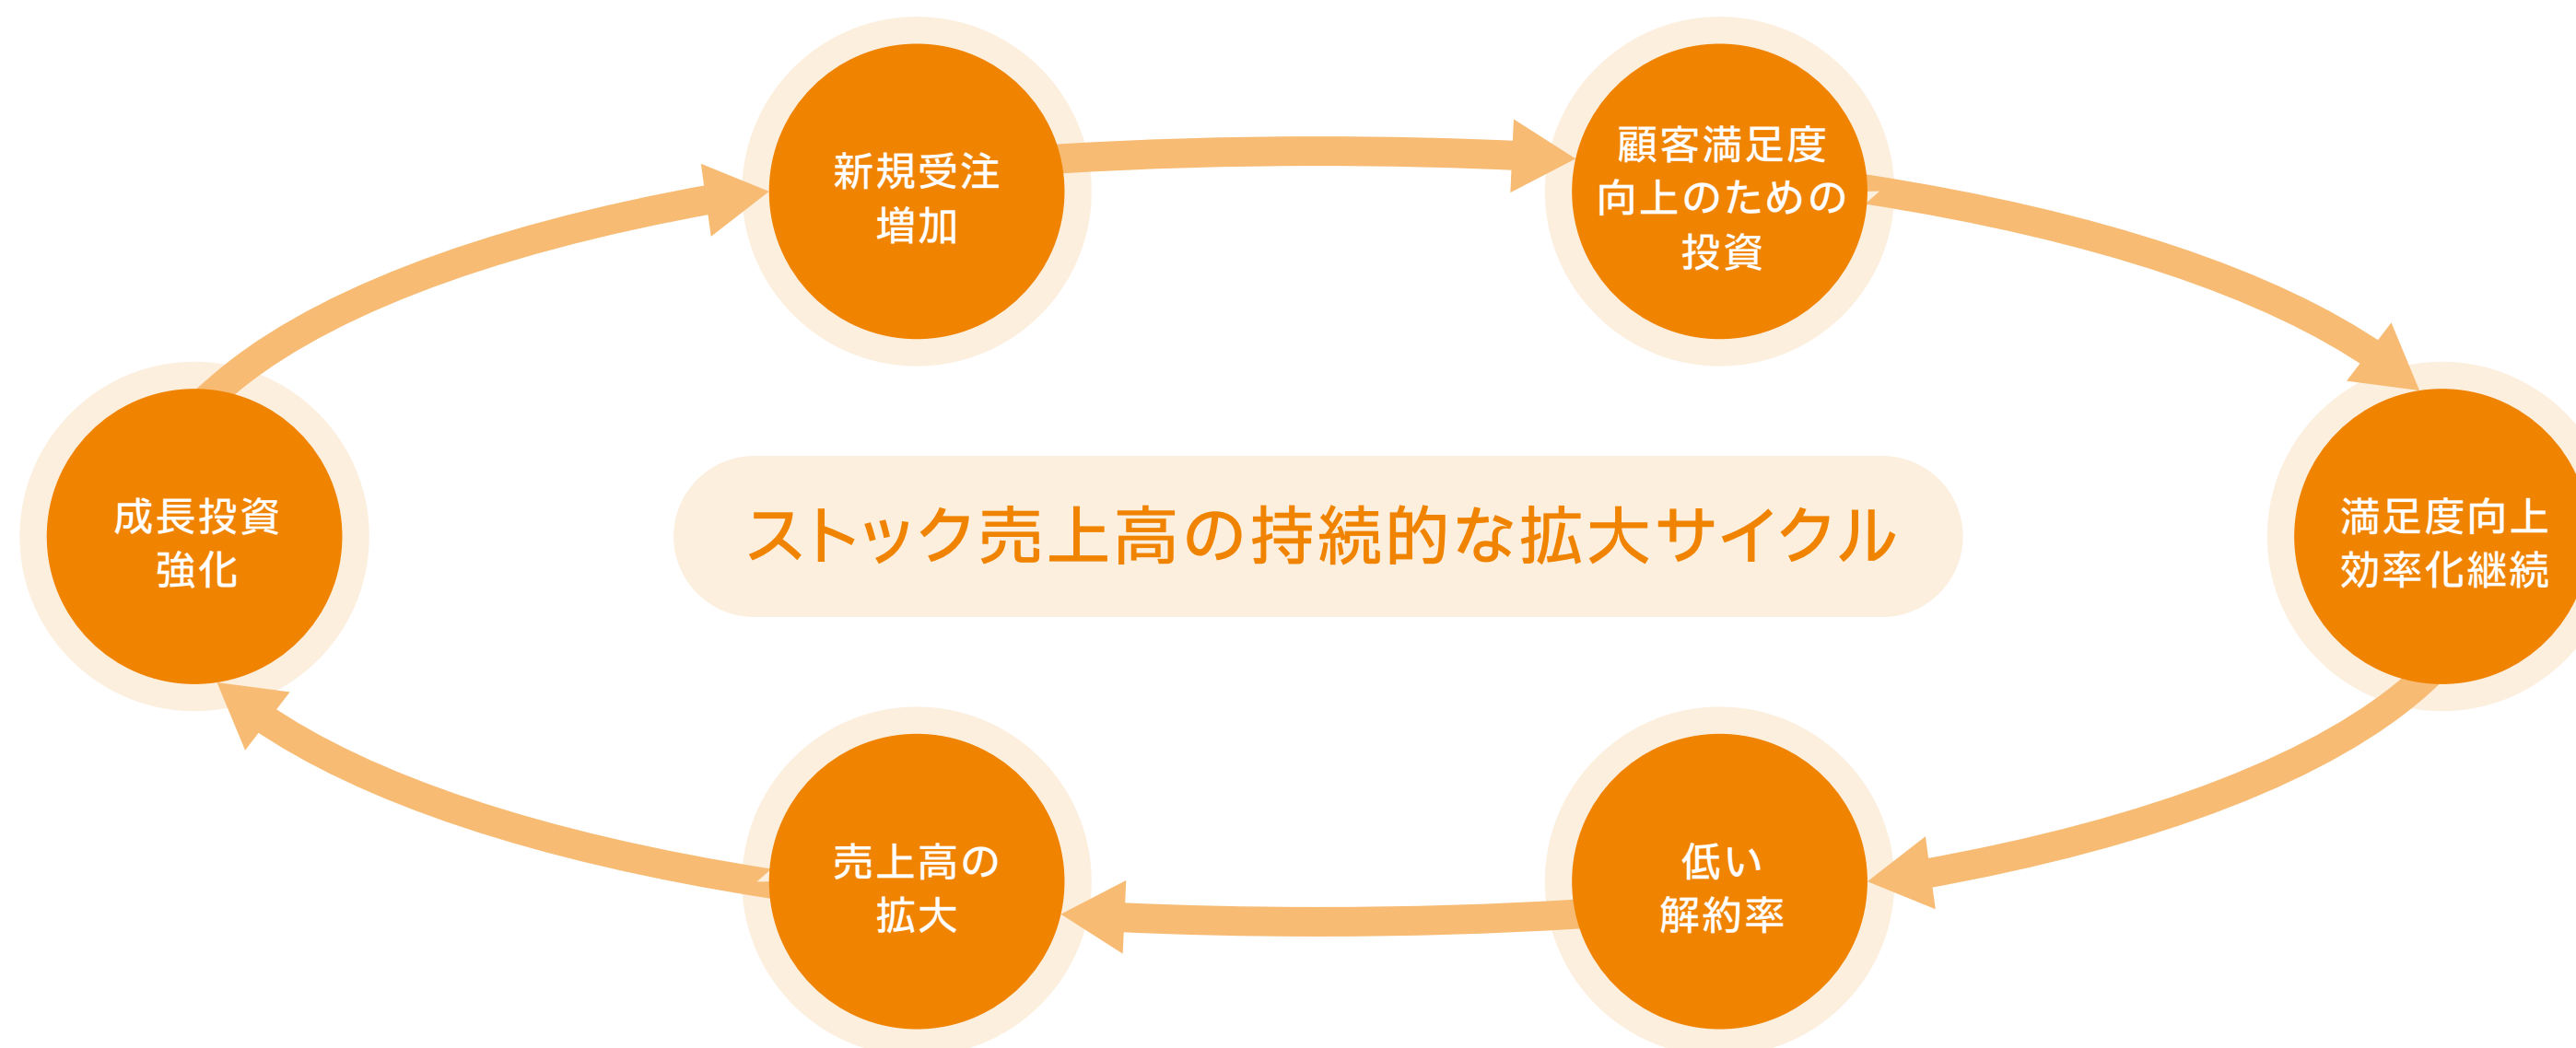 新規受注
増加
顧客満足度
向上のための
投資
成長投資
強化
ストック売上高の持続的な拡大サイクル
満足度向上
効率化継続
売上高の
拡大
低い
解約率